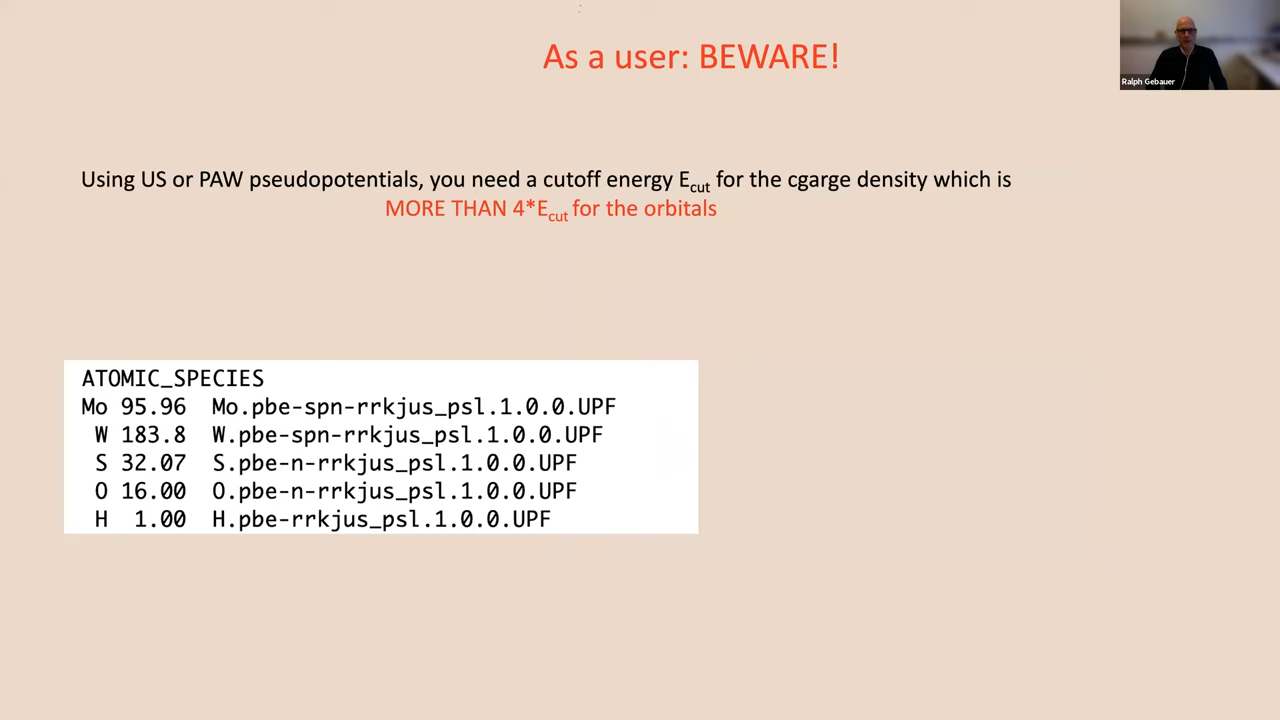 As a user: BEWARE!
Ralph Gebauer
Using US or PAW pseudopotentials, you need a cutoff energy Ecut for the cgarge density which is
MORE THAN 4*Ecut for the orbitals
ATOMIC_SPECIES
Mo 95.96 Mo.pbe-spn-rrkjus_psl.1.0.0.UPF
W 183.8 W.pbe-spn-rrkjus_psl.1.0.0.UPF
S 32.07 S.pbe-n-rrkjus_psl.1.0.0.UPF
O 16.00 O.pbe-n-rrkjus_psl.1.0.0.UPF
H 1.00 H.pbe-rrkjus_psl.1.0.0.UPF